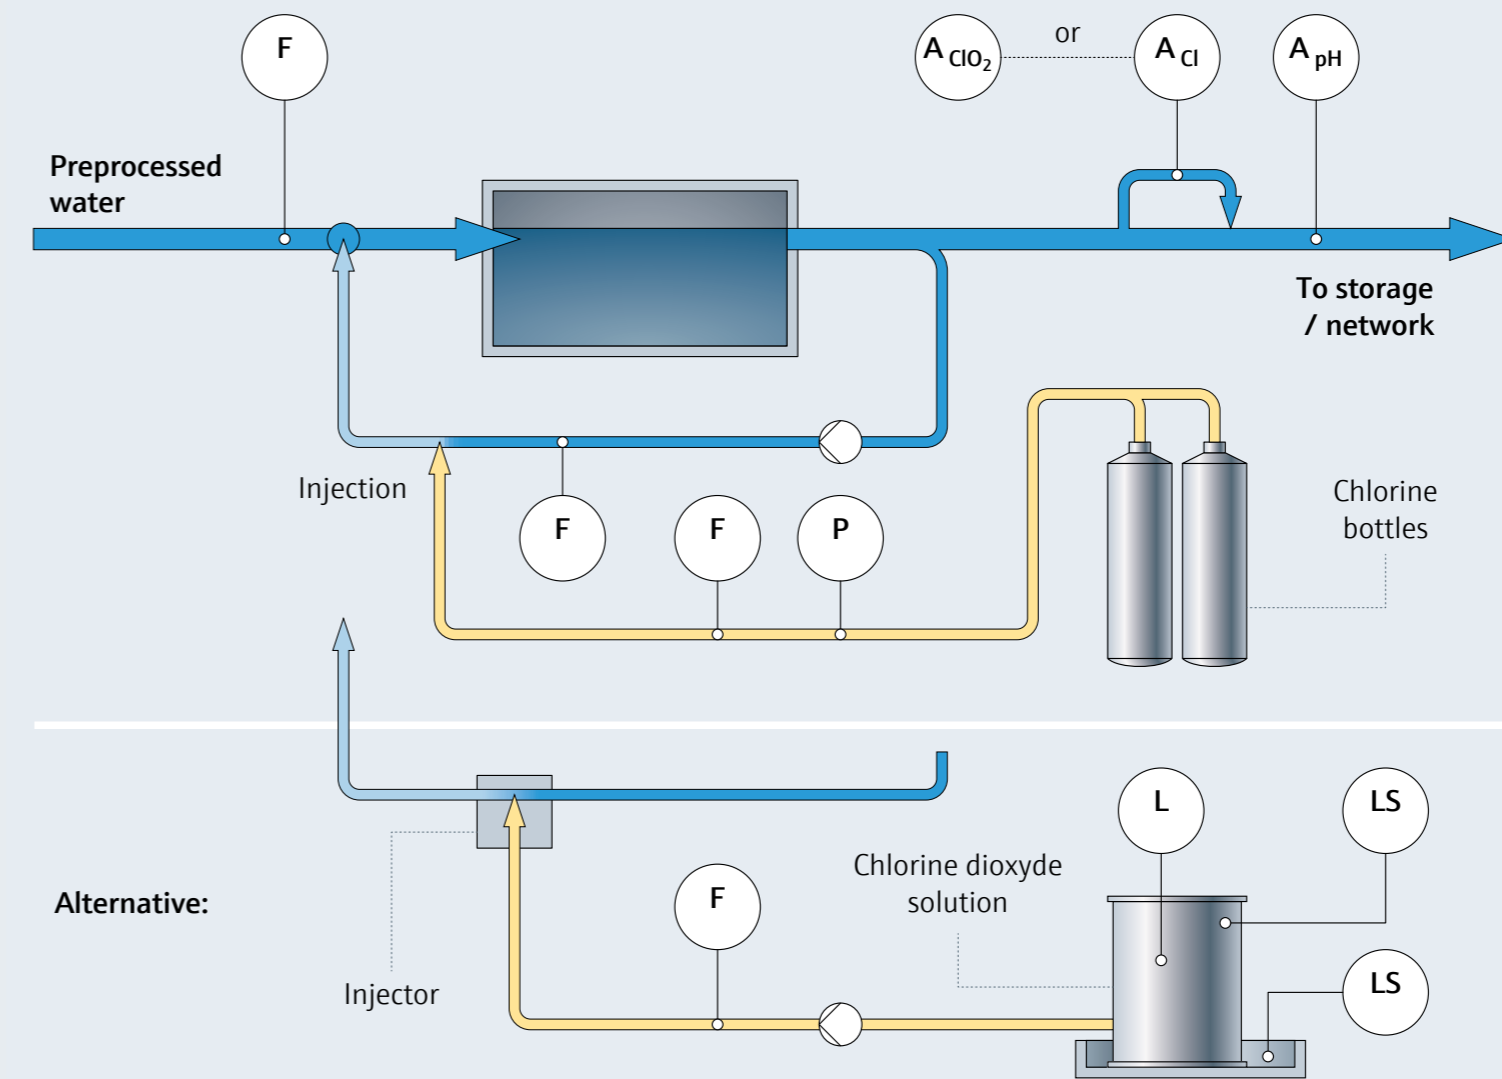 F
A ClO₂
or
A Cl
A pH
Preprocessed
water
To storage
/ network
Injection
F
F
P
Chlorine
bottles
Alternative:
Injector
F
Chlorine dioxyde
solution
L
LS
LS